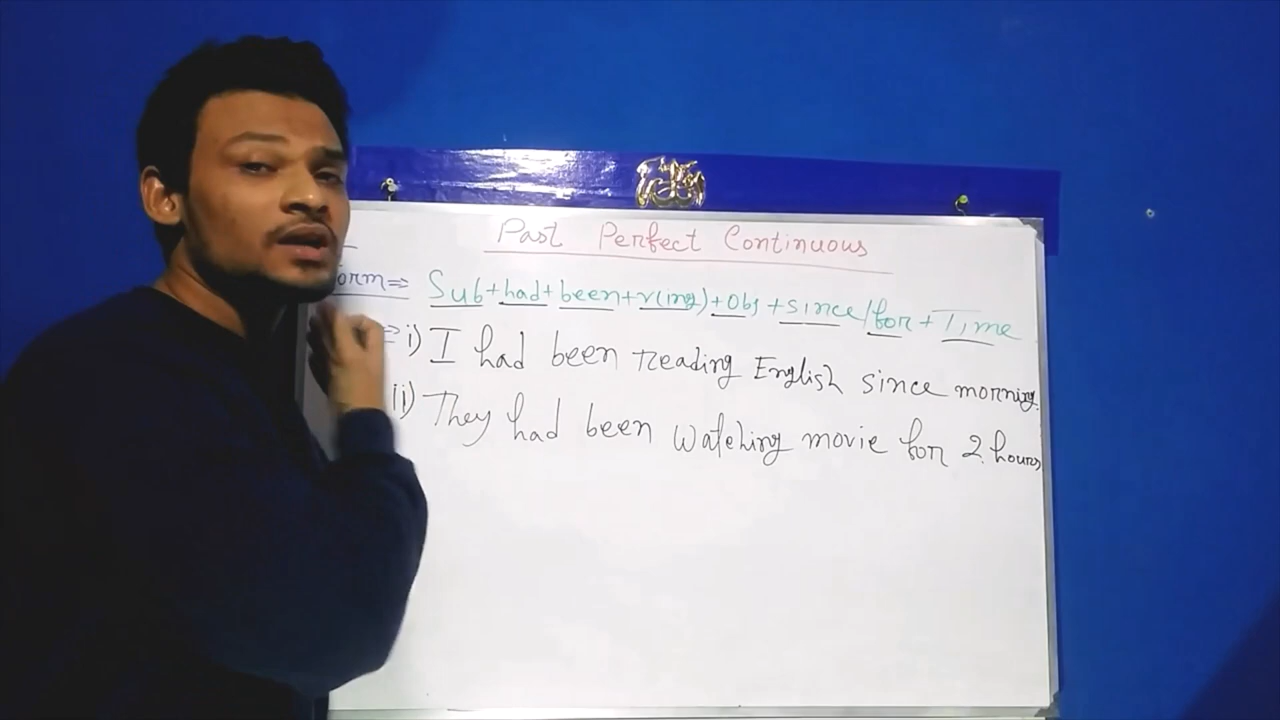 Past Perfect Continuous
orm⇒ Sub+had+been+v(ing)+Obj+since/for+Time
⇒ i) I had been reading English since morning.
ii) They had been watching movie for 2 hours